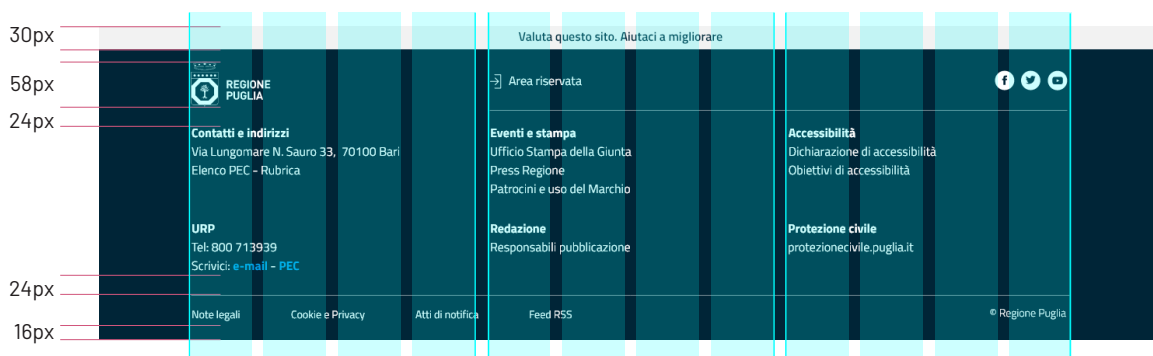 30px
Valuta questo sito. Aiutaci a migliorare
58px
REGIONE
PUGLIA
Area riservata
24px
Contatti e indirizzi
Via Lungomare N. Sauro 33, 70100 Bari
Elenco PEC – Rubrica
Eventi e stampa
Ufficio Stampa della Giunta
Press Regione
Patrocini e uso del Marchio
Accessibilità
Dichiarazione di accessibilità
Obiettivi di accessibilità
URP
Tel: 800 713939
Scrivici: e-mail - PEC
Redazione
Responsabili pubblicazione
Protezione civile
protezionecivile.puglia.it
24px
Note legali Cookie e Privacy Atti di notifica Feed RSS © Regione Puglia
16px